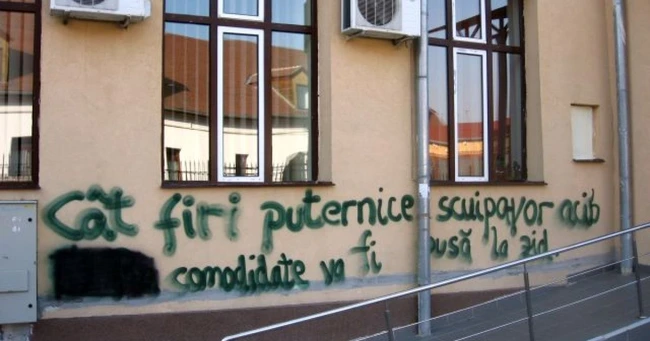 Cât firi puternice scuipa vor acid
comodidate va fi pusă la zid